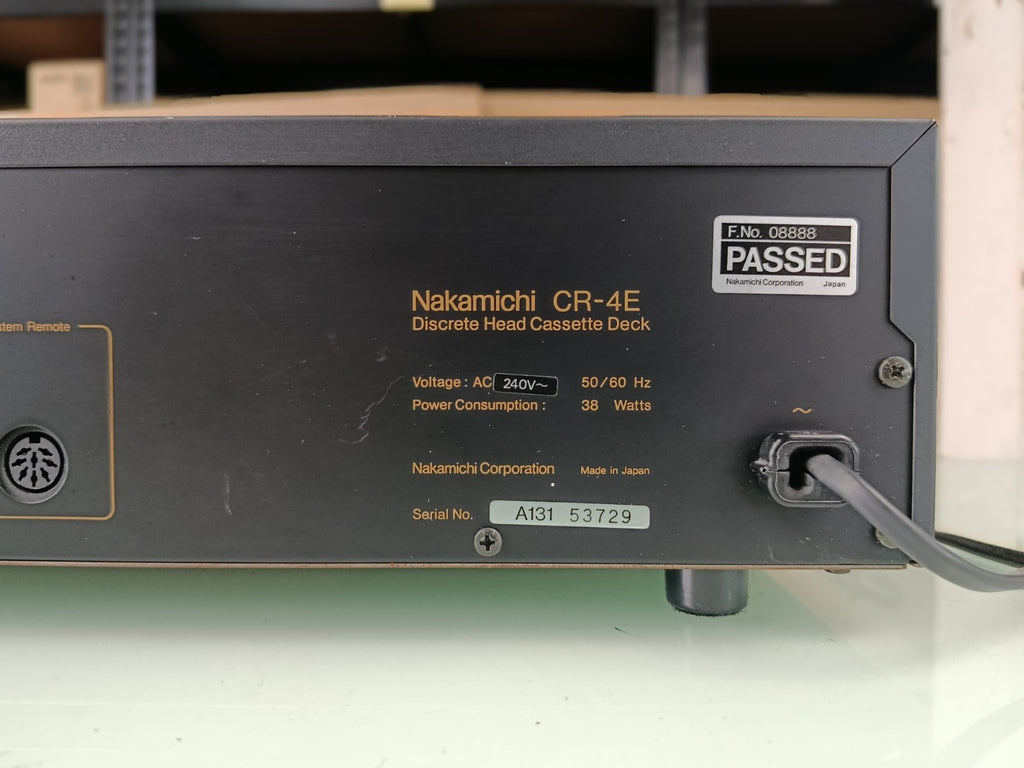 F.No. 08888
PASSED
Nakamichi Corporation Japan
Nakamichi CR-4E
Discrete Head Cassette Deck
stem Remote
Voltage : AC 240V~ 50/60 Hz
Power Consumption : 38 Watts
~
Nakamichi Corporation Made in Japan
Serial No. A131 53729